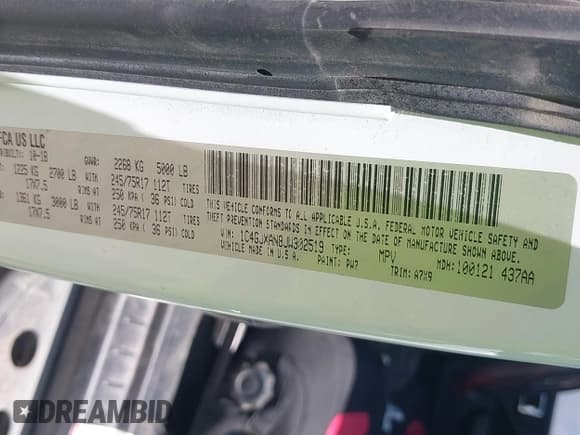 FCA US LLC
10-18
GVWR: 2268 KG 5000 LB
1225 KG 2700 LB 245/75R17 112T TIRES
17X7.5 RIMS AT 250 KPA ( 36 PSI) COLD
1361 KG 3000 LB 245/75R17 112T TIRES
17X7.5 RIMS AT 250 KPA ( 36 PSI) COLD
THIS VEHICLE CONFORMS TO ALL APPLICABLE U.S.A. FEDERAL MOTOR VEHICLE SAFETY AND
THEFT PREVENTION STANDARDS IN EFFECT ON THE DATE OF MANUFACTURE SHOWN ABOVE.
VIN: TYPE: MPV MDH: 100121 437AA
VEHICLE MADE IN U.S.A. PAINT: PW7 TRIM: A7X9
DREAMBID